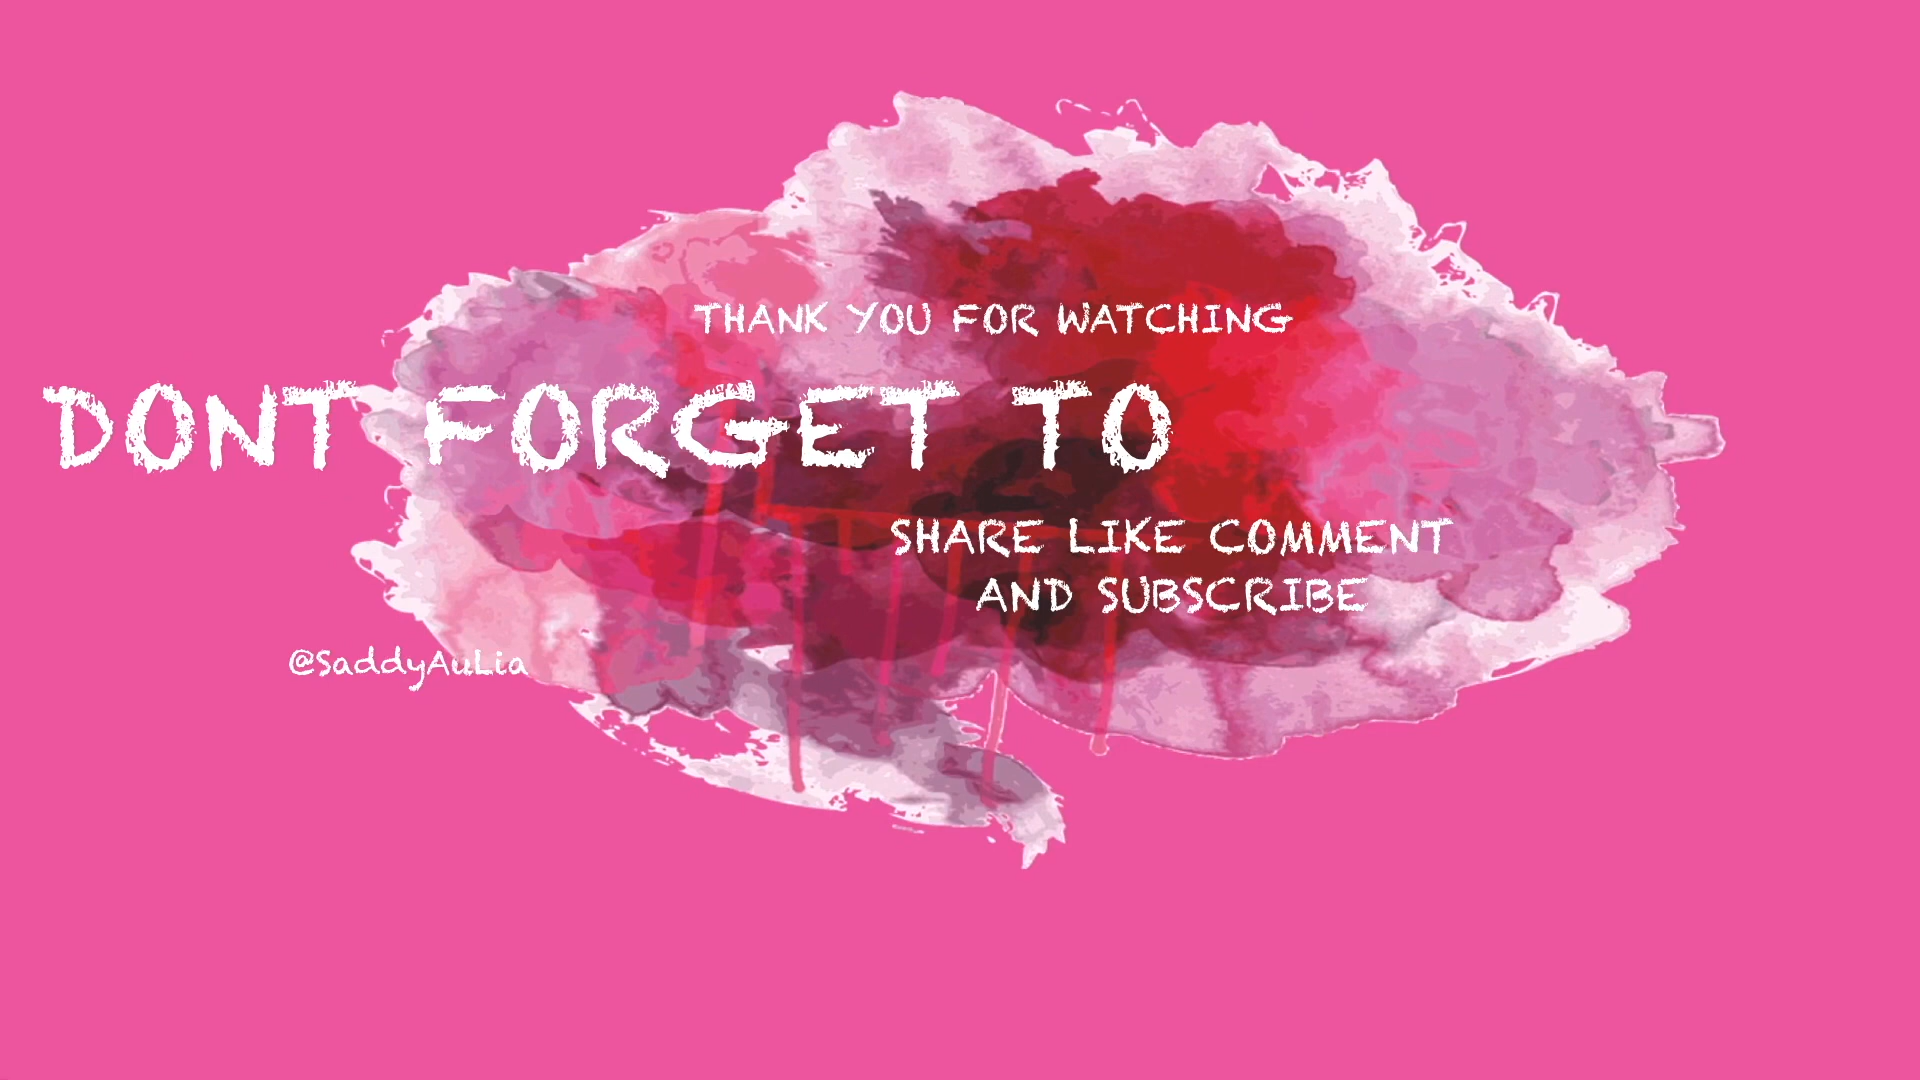 THANK YOU FOR WATCHING
DONT FORGET TO
SHARE LIKE COMMENT
AND SUBSCRIBE
@SaddyAuLia